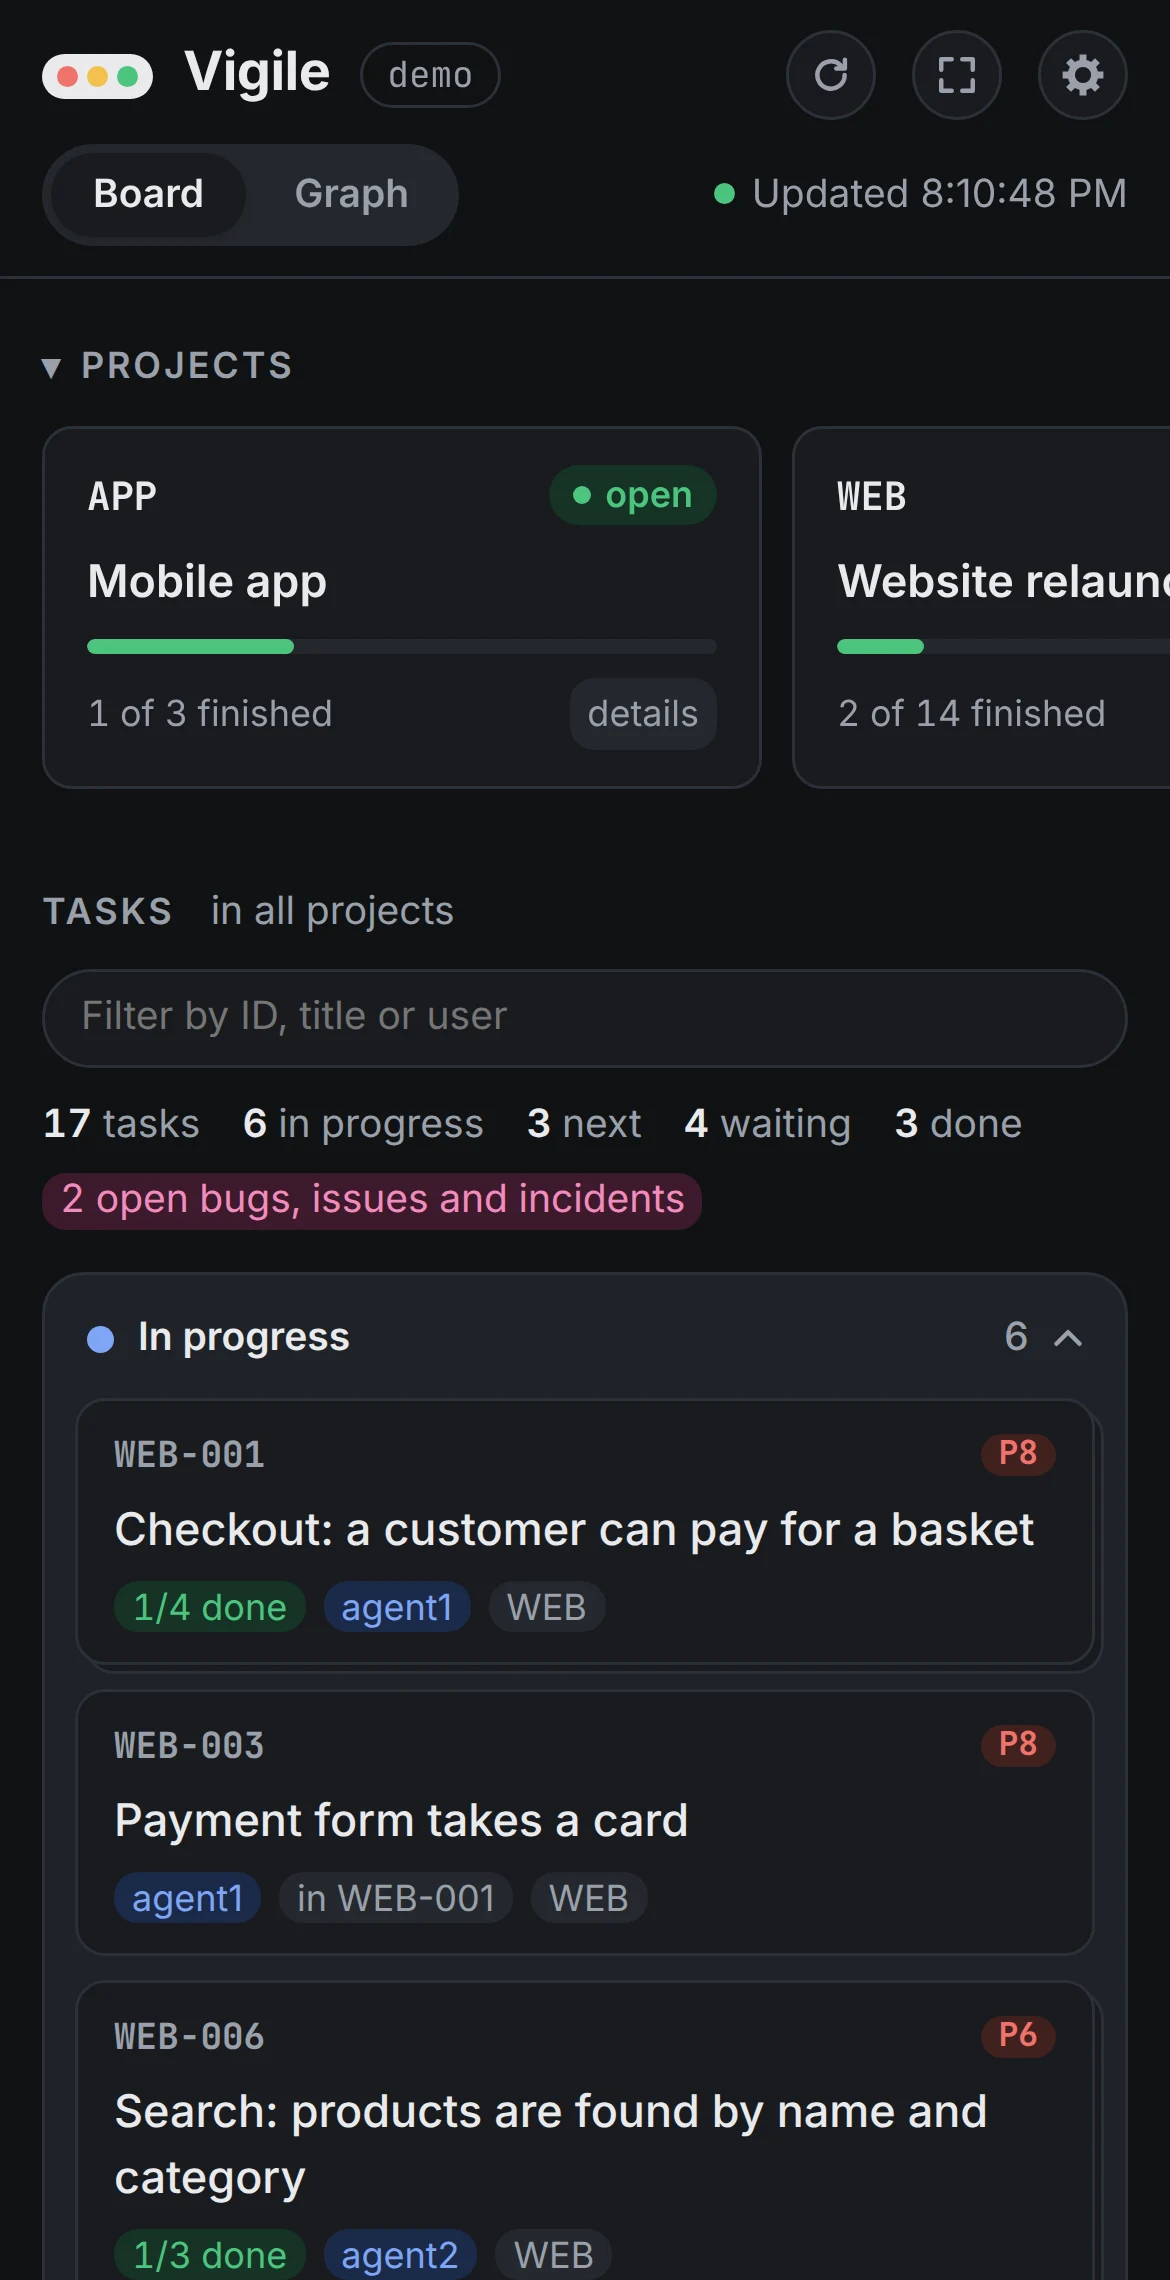 Vigile demo
Board Graph Updated 8:10:48 PM
▼ PROJECTS
APP open
Mobile app
1 of 3 finished details
WEB
Website
2 of 14 finished
TASKS in all projects
Filter by ID, title or user
17 tasks 6 in progress 3 next 4 waiting 3 done
2 open bugs, issues and incidents
In progress 6
WEB-001 P8
Checkout: a customer can pay for a basket
1/4 done agent1 WEB
WEB-003 P8
Payment form takes a card
agent1 in WEB-001 WEB
WEB-006 P6
Search: products are found by name and
category
1/3 done agent2 WEB